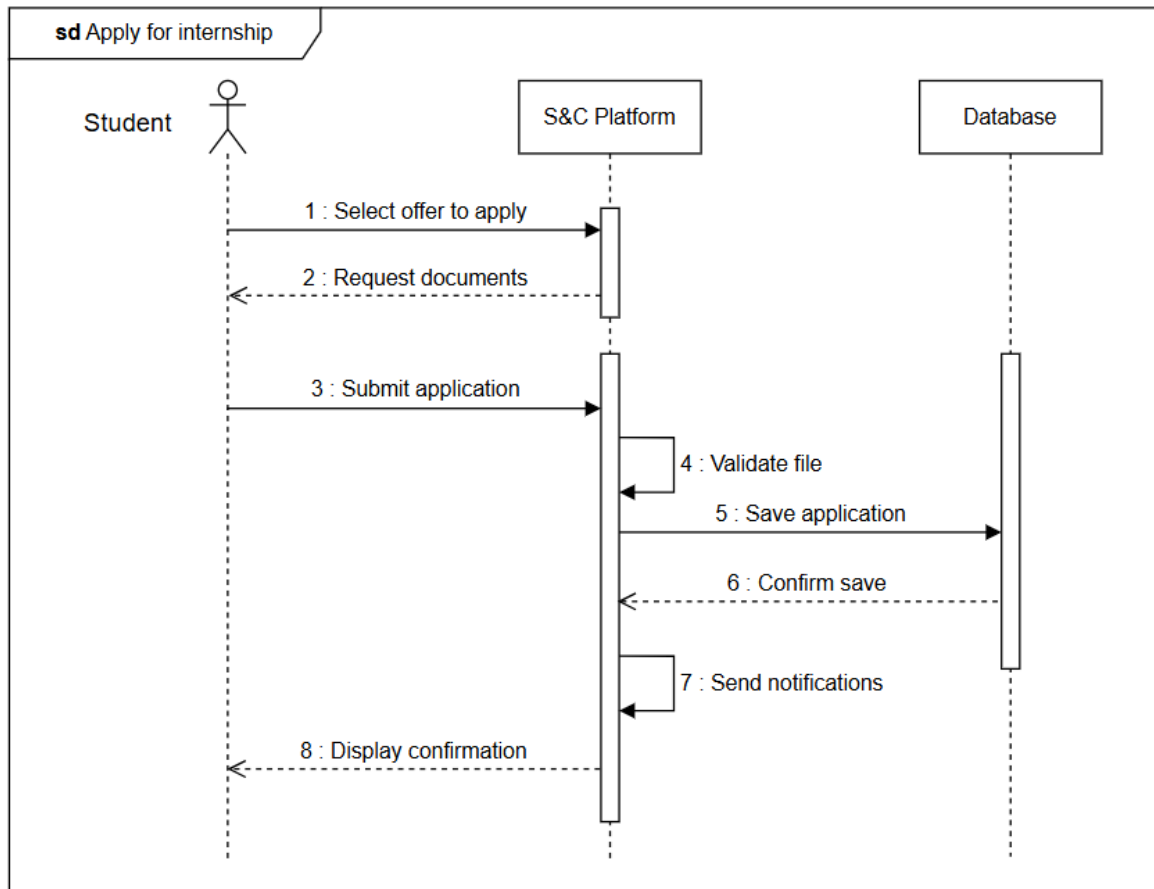 sd Apply for internship
Student
S&C Platform
Database
1 : Select offer to apply
2 : Request documents
3 : Submit application
4 : Validate file
5 : Save application
6 : Confirm save
7 : Send notifications
8 : Display confirmation